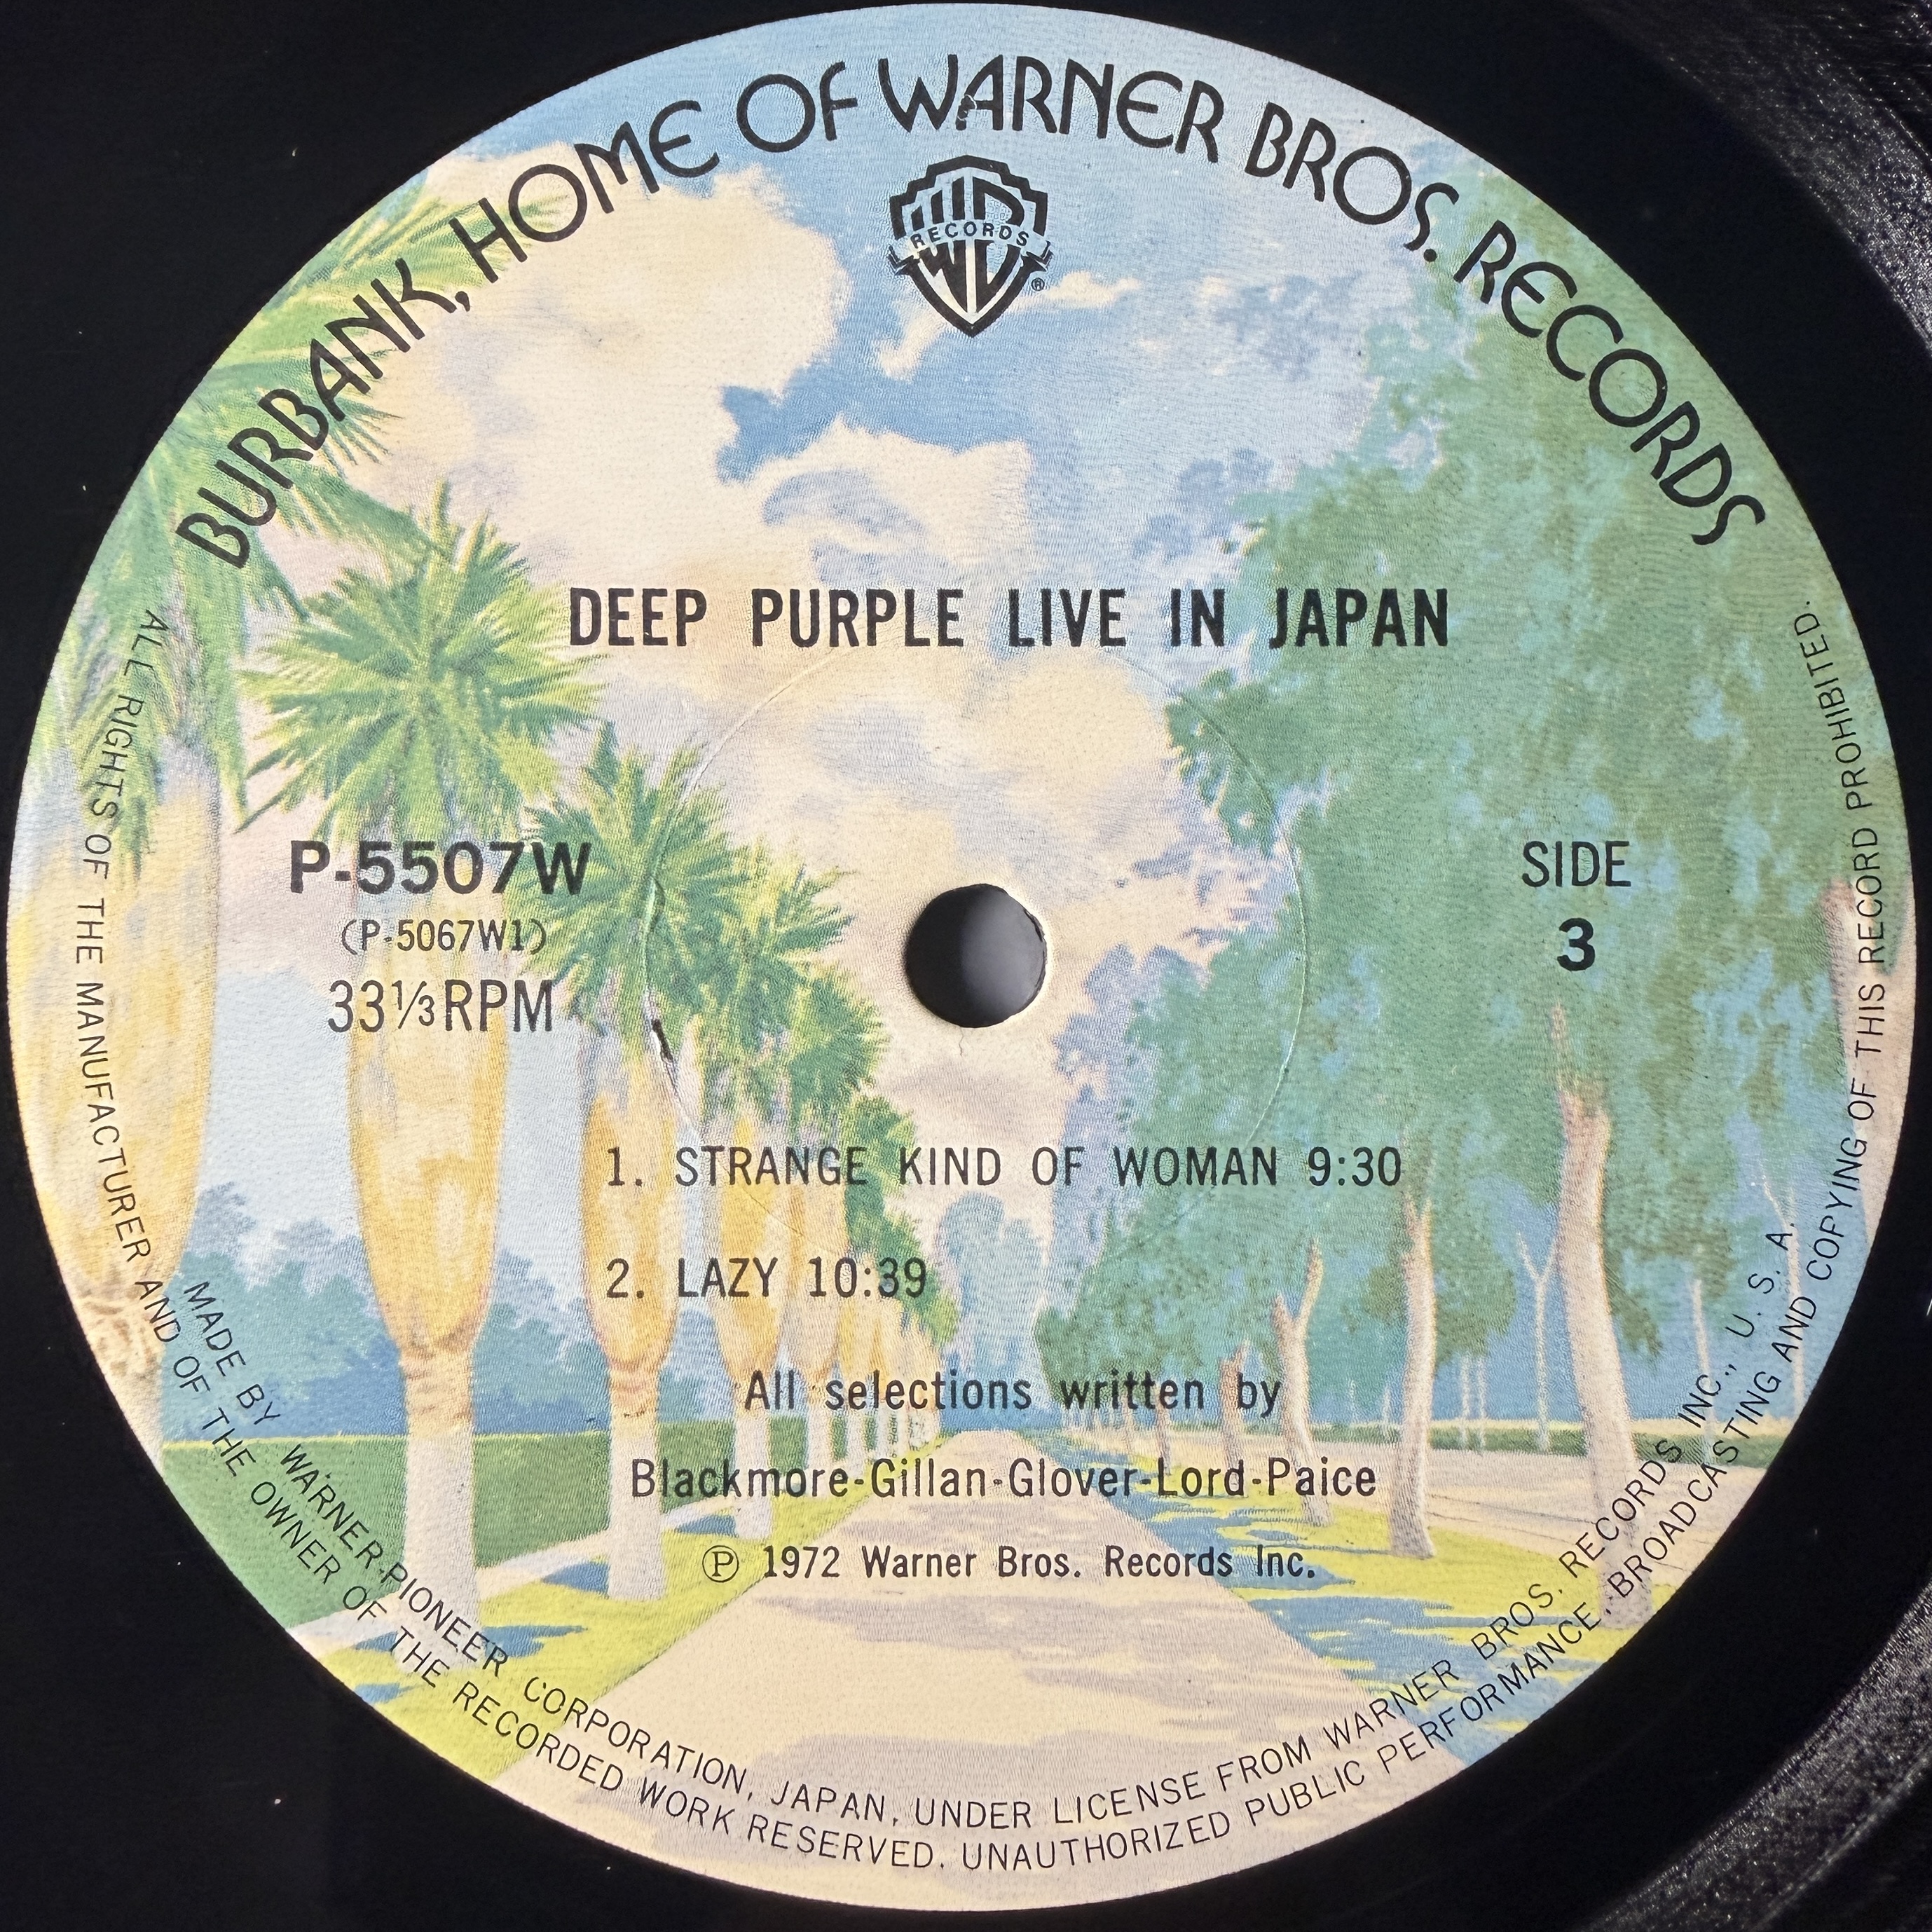 BURBANK, HOME OF WARNER BROS. RECORDS
RECORDS
®
DEEP PURPLE LIVE IN JAPAN
P-5507W
(P-5067W1)
33⅓RPM
SIDE
3
1. STRANGE KIND OF WOMAN 9:30
2. LAZY 10:39
All selections written by
Blackmore-Gillan-Glover-Lord-Paice
℗ 1972 Warner Bros. Records Inc.
MADE BY WARNER-PIONEER CORPORATION, JAPAN, UNDER LICENSE FROM WARNER BROS. RECORDS INC., U. S. A.
ALL RIGHTS OF THE MANUFACTURER AND OF THE OWNER OF THE RECORDED WORK RESERVED. UNAUTHORIZED PUBLIC PERFORMANCE, BROADCASTING AND COPYING OF THIS RECORD PROHIBITED.